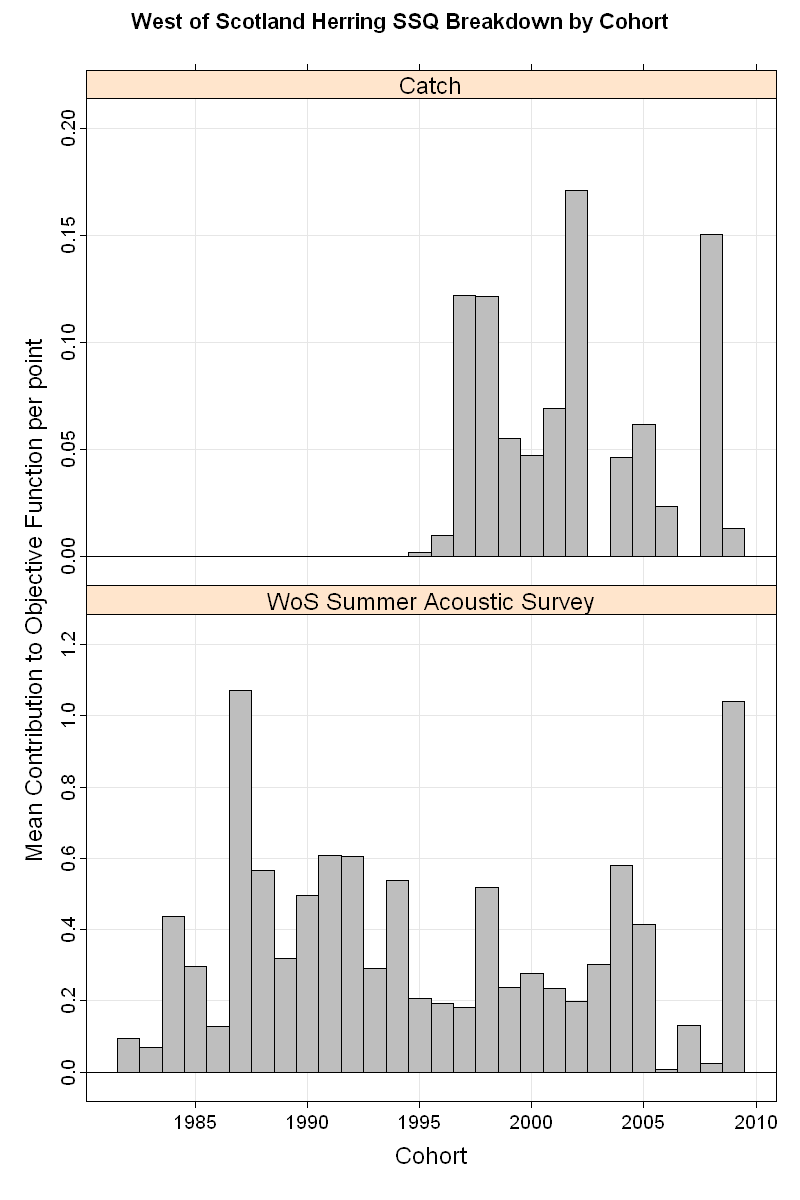 West of Scotland Herring SSQ Breakdown by Cohort
Catch
0.20
0.15
0.10
0.05
0.00
Mean Contribution to Objective Function per point
WoS Summer Acoustic Survey
1.2
1.0
0.8
0.6
0.4
0.2
0.0
1985 1990 1995 2000 2005 2010
Cohort